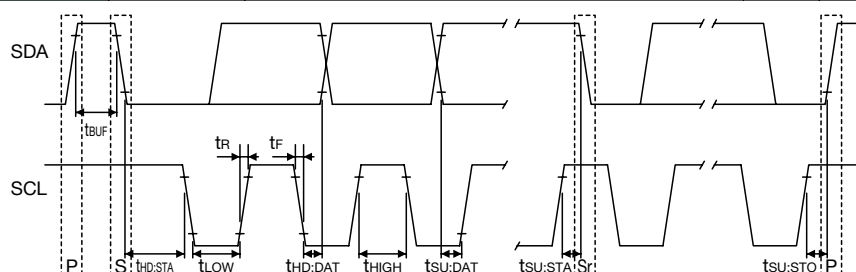 SDA
tBUF
tR tF
SCL
P S tHD:STA tLOW tHD:DAT tHIGH tSU:DAT tSU:STA Sr tSU:STO P